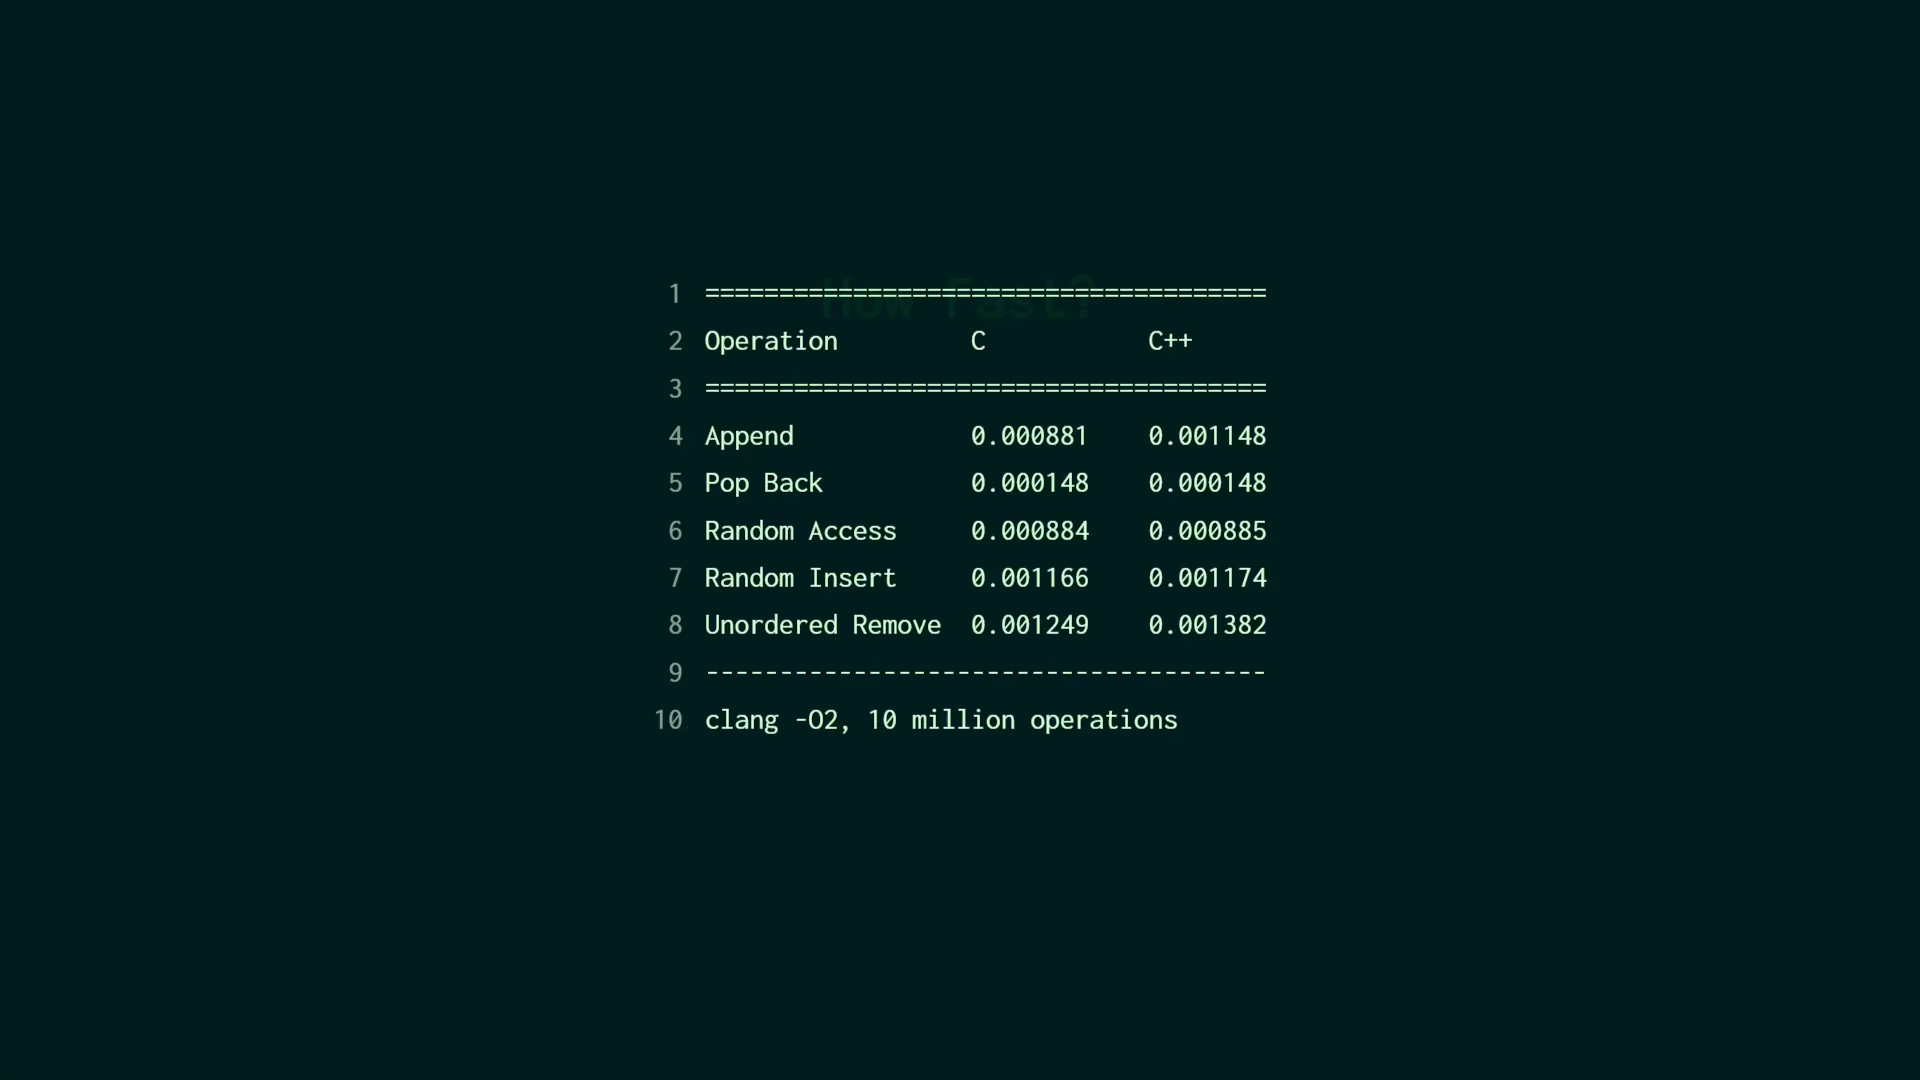 How Fast?
1 ======================================
2 Operation C C++
3 ======================================
4 Append 0.000881 0.001148
5 Pop Back 0.000148 0.000148
6 Random Access 0.000884 0.000885
7 Random Insert 0.001166 0.001174
8 Unordered Remove 0.001249 0.001382
9 --------------------------------------
10 clang -O2, 10 million operations